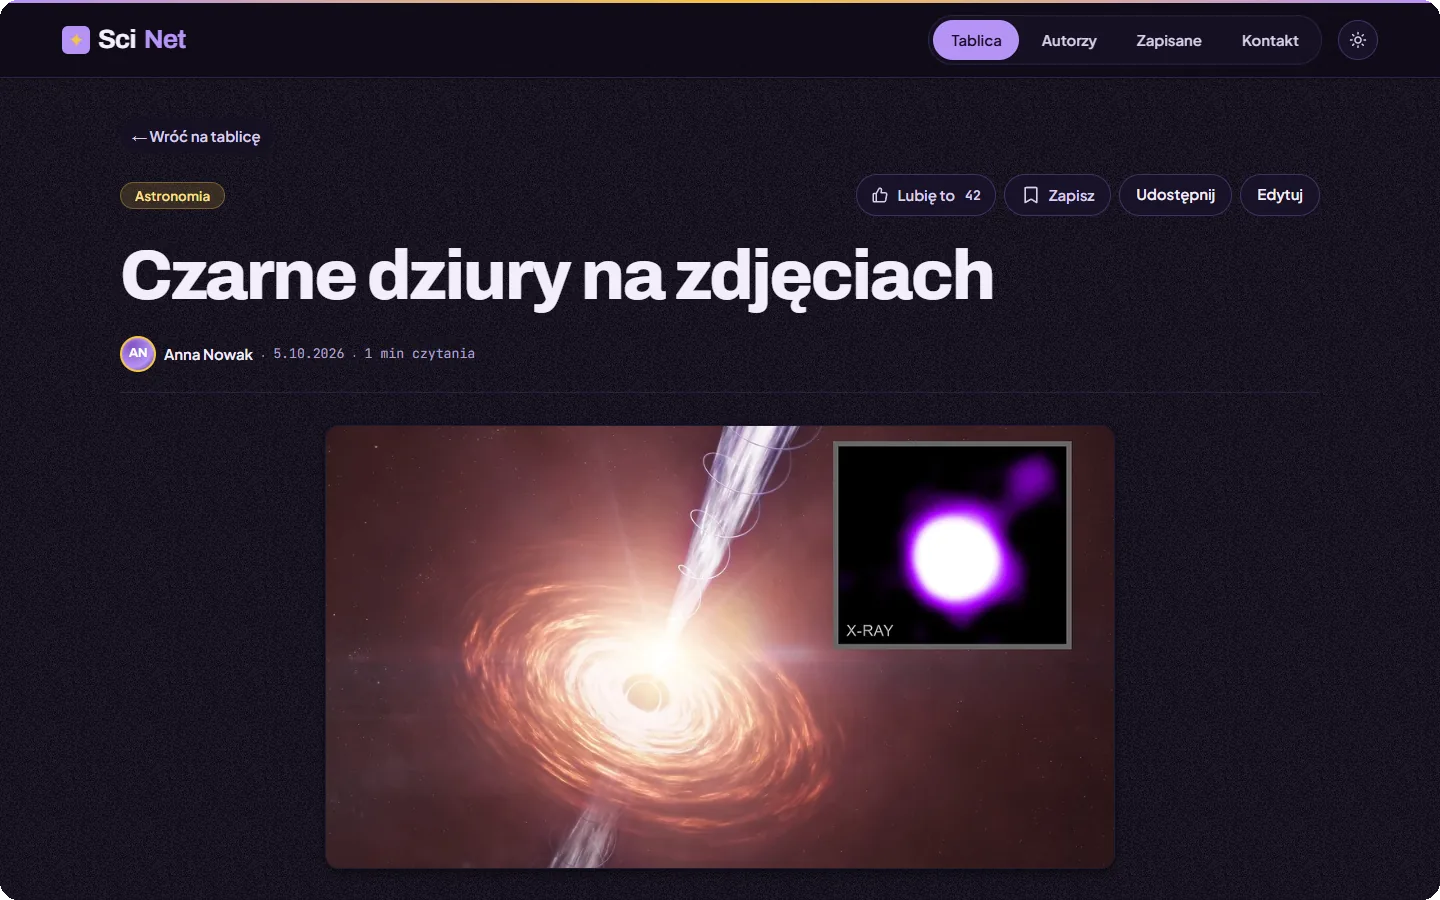 Sci Net
Tablica Autorzy Zapisane Kontakt
←Wróć na tablicę
Astronomia
Lubię to 42 Zapisz Udostępnij Edytuj
Czarne dziury na zdjęciach
AN Anna Nowak · 5.10.2026 · 1 min czytania
X-RAY